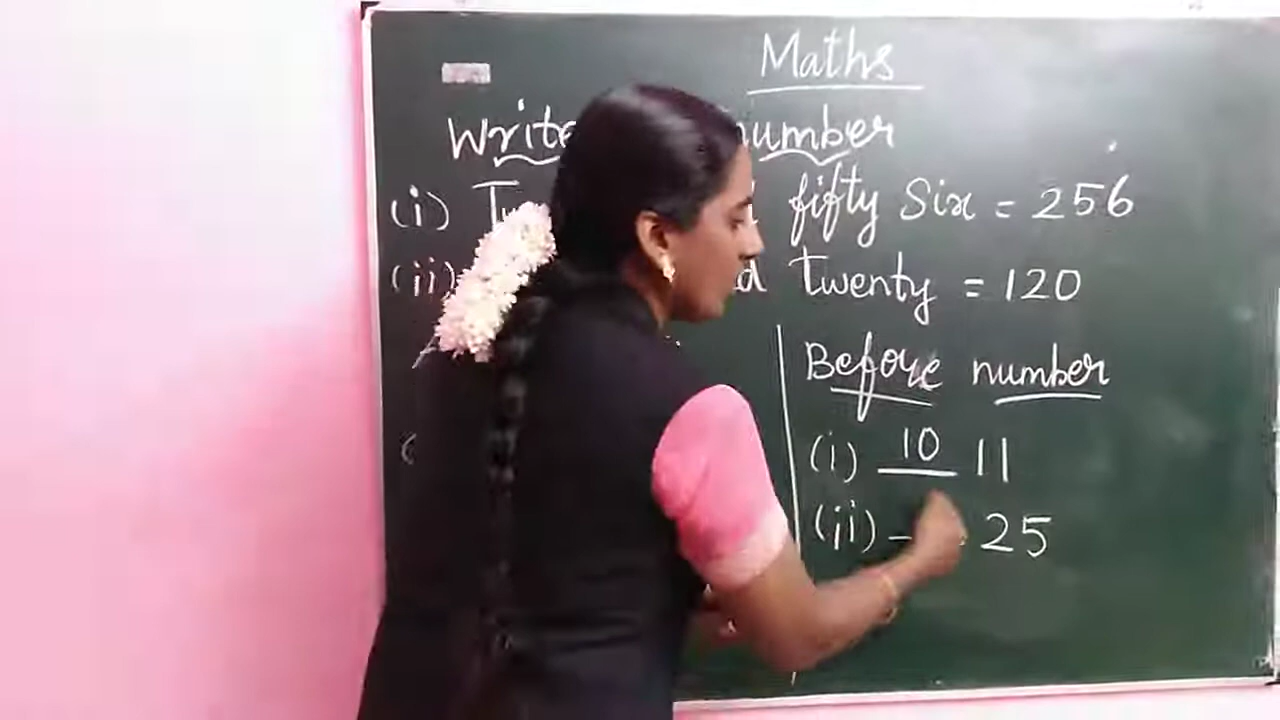 Maths
Write number
(i) fifty Six = 256
(ii) Twenty = 120
Before number
(i) 10 11
(ii) 25